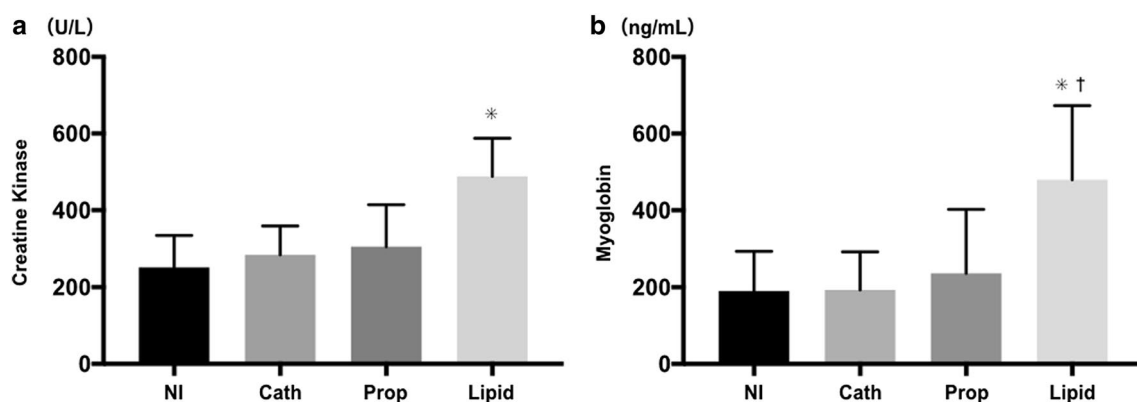 a (U/L)
800
600
400
200
0
Creatine Kinase
✳
NI Cath Prop Lipid
b (ng/mL)
800
600
400
200
0
Myoglobin
✳ †
NI Cath Prop Lipid